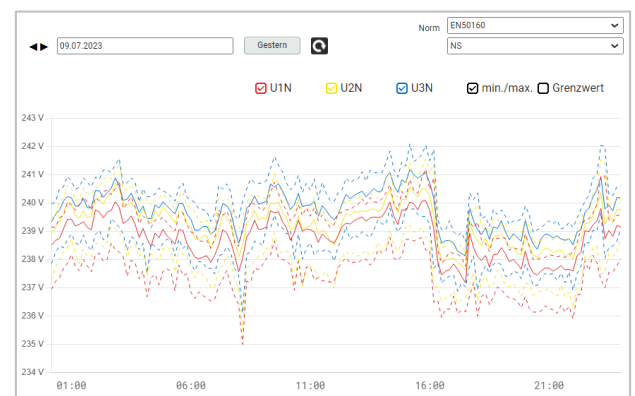 Norm EN50160
09.07.2023 Gestern NS
U1N U2N U3N min./max. Grenzwert
243 V
242 V
241 V
240 V
239 V
238 V
237 V
236 V
235 V
234 V
01:00 06:00 11:00 16:00 21:00